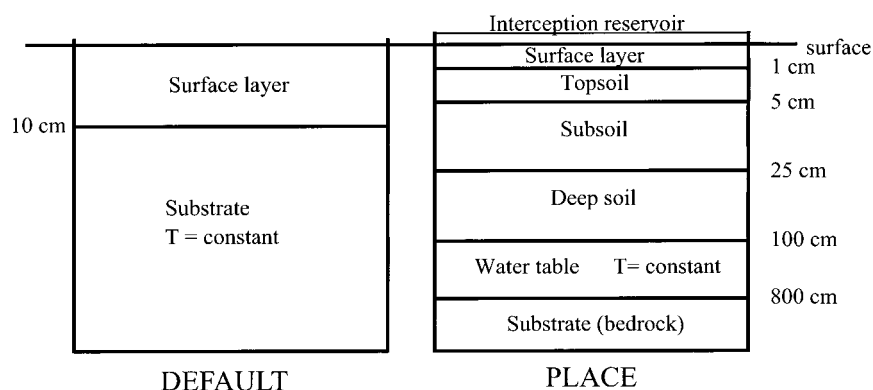 Surface layer
10 cm
Substrate
T = constant
DEFAULT
Interception reservoir
surface
Surface layer
1 cm
Topsoil
5 cm
Subsoil
25 cm
Deep soil
100 cm
Water table T= constant
800 cm
Substrate (bedrock)
PLACE